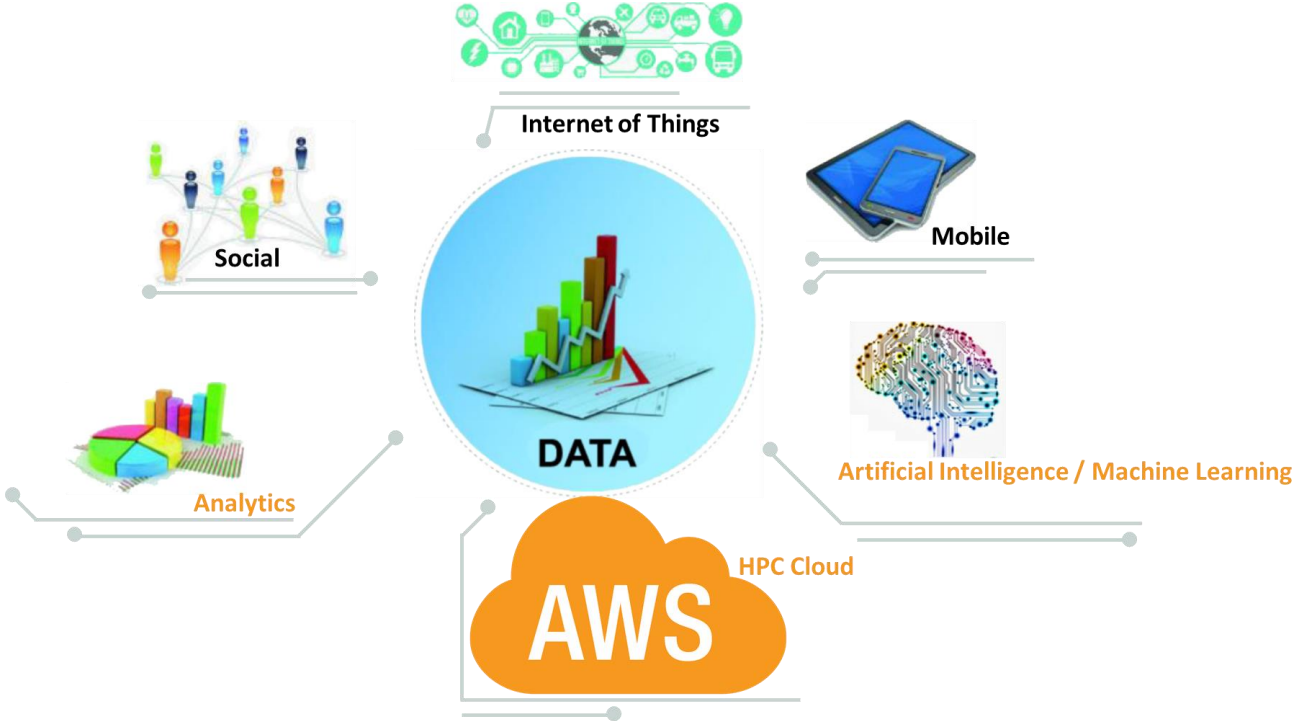 Internet of Things
Social
Mobile
DATA
Analytics
Artificial Intelligence / Machine Learning
HPC Cloud
AWS